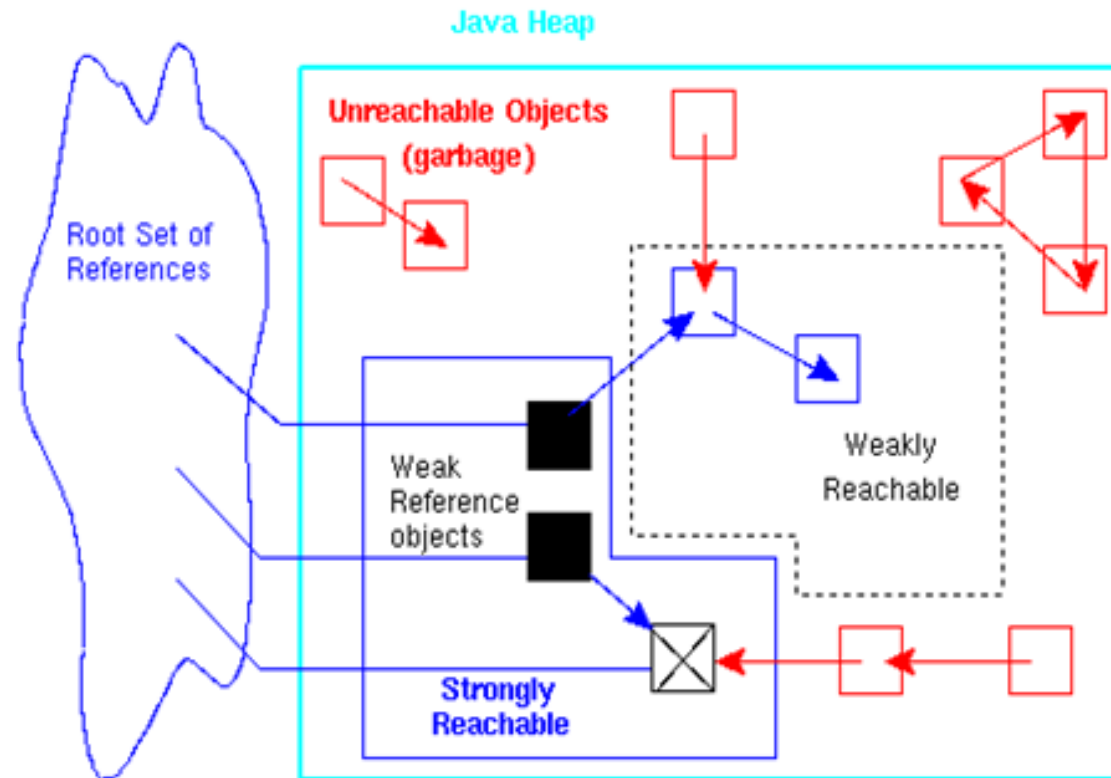 Java Heap
Unreachable Objects
(garbage)
Root Set of
References
Weak
Reference
objects
Weakly
Reachable
Strongly
Reachable